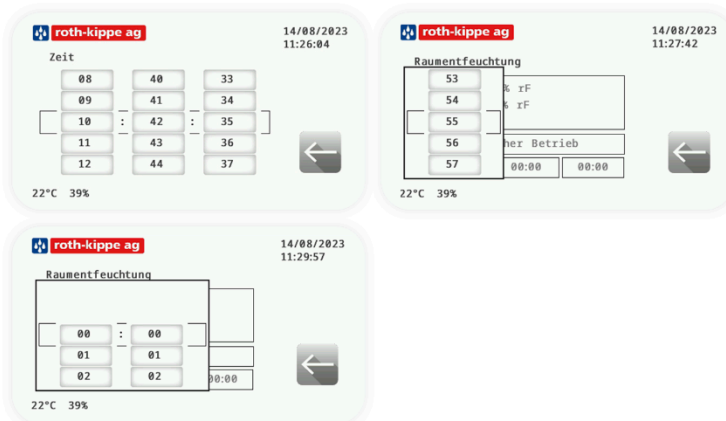 roth-kippe ag
14/08/2023
11:26:04
Zeit
08 40 33
09 41 34
10 : 42 : 35
11 43 36
12 44 37
22°C 39%
roth-kippe ag
14/08/2023
11:27:42
Raumentfeuchtung
53
% rF
54
% rF
55
56
her Betrieb
57
00:00 00:00
22°C 39%
roth-kippe ag
14/08/2023
11:29:57
Raumentfeuchtung
00 : 00
01 01
02 02
00:00
22°C 39%